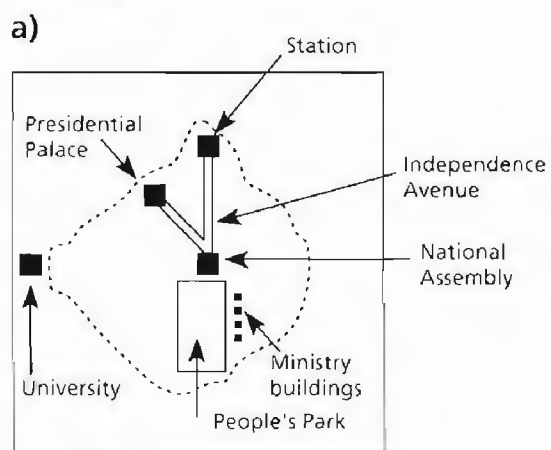 a)
Station
Presidential
Palace
Independence
Avenue
National
Assembly
University
Ministry
buildings
People's Park